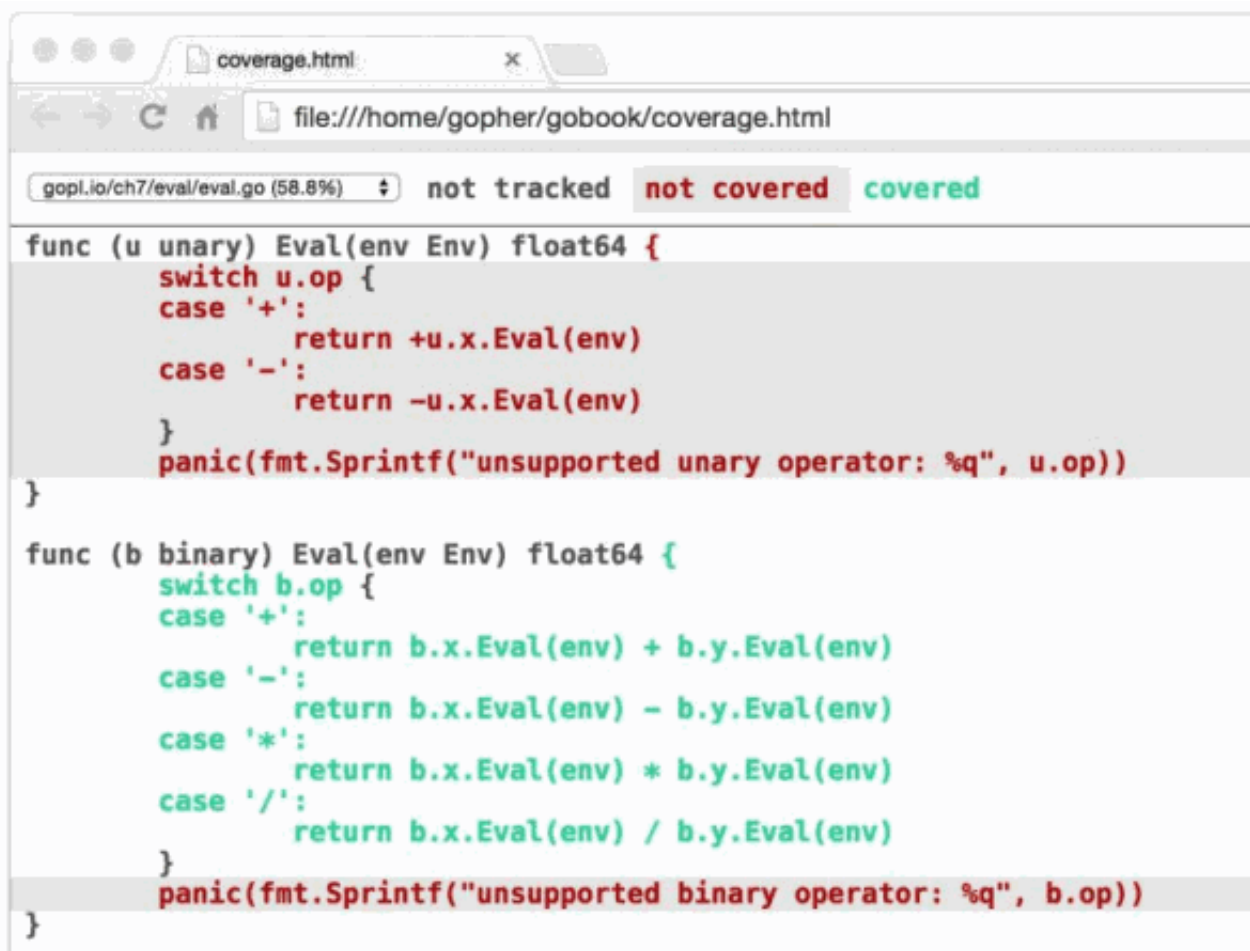 coverage.html ×
file:///home/gopher/gobook/coverage.html
gopl.io/ch7/eval/eval.go (58.8%) not tracked not covered covered
func (u unary) Eval(env Env) float64 {
        switch u.op {
        case '+':
                return +u.x.Eval(env)
        case '-':
                return -u.x.Eval(env)
        }
        panic(fmt.Sprintf("unsupported unary operator: %q", u.op))
}
func (b binary) Eval(env Env) float64 {
        switch b.op {
        case '+':
                return b.x.Eval(env) + b.y.Eval(env)
        case '-':
                return b.x.Eval(env) - b.y.Eval(env)
        case '*':
                return b.x.Eval(env) * b.y.Eval(env)
        case '/':
                return b.x.Eval(env) / b.y.Eval(env)
        }
        panic(fmt.Sprintf("unsupported binary operator: %q", b.op))
}